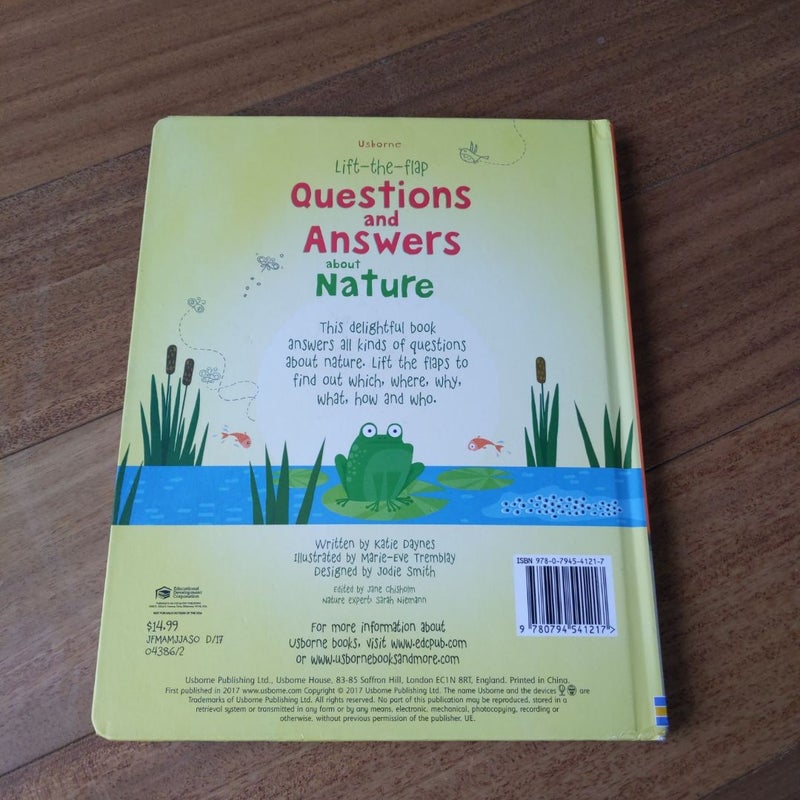 Usborne
Lift-the-flap
Questions
and
Answers
about
Nature
This delightful book
answers all kinds of questions
about nature. Lift the flaps to
find out which, where, why,
what, how and who.
Written by Katie Daynes
Illustrated by Marie-Eve Tremblay
Designed by Jodie Smith
Edited by Jane Chisholm
Nature expert: Sarah Niemann
ISBN 978-0-7945-4121-7
9 780794 541217 >
Educational
Development
Corporation
NOT FOR SALE OUTSIDE OF THE USA
$14.99
JFMAMJJASO D/17
04386/2
For more information about
Usborne books, visit www.edcpub.com
or www.usbornebooksandmore.com
Usborne Publishing Ltd., Usborne House, 83-85 Saffron Hill, London EC1N 8RT, England. Printed in China.
First published in 2017 www.usborne.com Copyright © 2017 Usborne Publishing Ltd. The name Usborne and the devices are
Trademarks of Usborne Publishing Ltd. All rights reserved. No part of this publication may be reproduced, stored in a
retrieval system or transmitted in any form or by any means, electronic, mechanical, photocopying, recording or
otherwise, without previous permission of the publisher. UE.